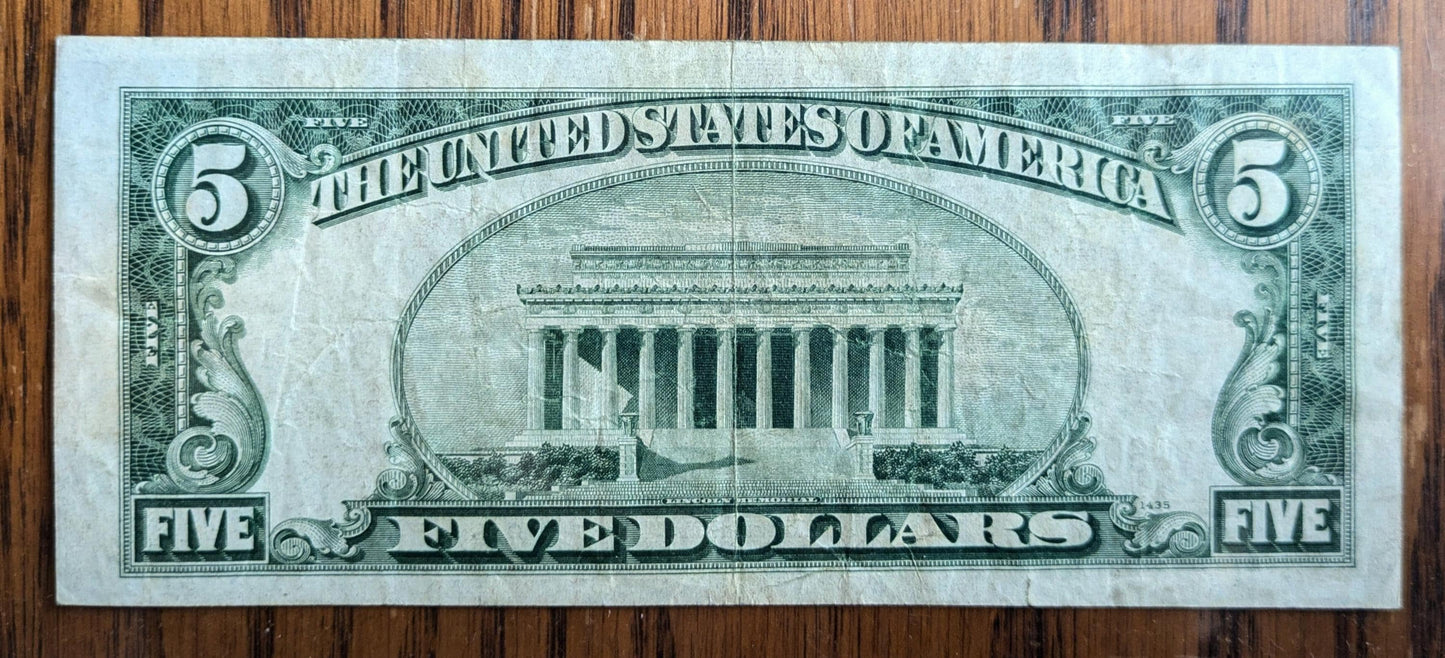 FIVE FIVE
5 THE UNITED STATES OF AMERICA 5
FIVE FIVE
LINCOLN MEMORIAL
1435
FIVE FIVE DOLLARS FIVE